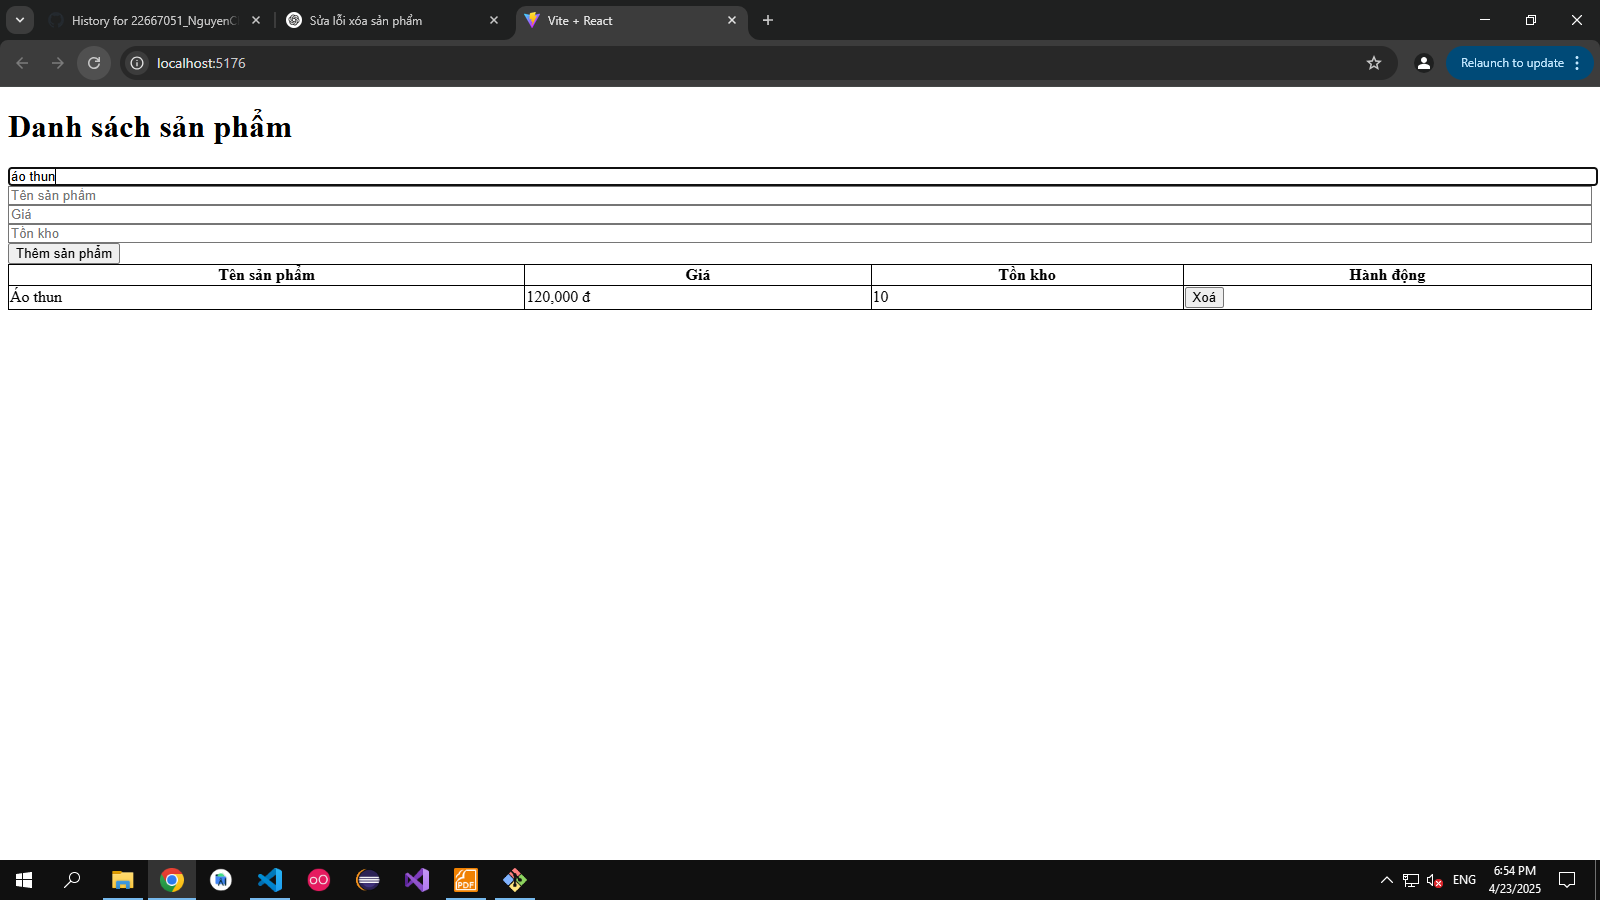 History for 22667051_NguyenC
Sửa lỗi xóa sản phẩm
Vite + React
localhost:5176
Relaunch to update
Danh sách sản phẩm
áo thun
Tên sản phẩm
Giá
Tồn kho
Thêm sản phẩm
Tên sản phẩm Giá Tồn kho Hành động
Áo thun 120,000 đ 10 Xoá
PDF
ENG
6:54 PM
4/23/2025